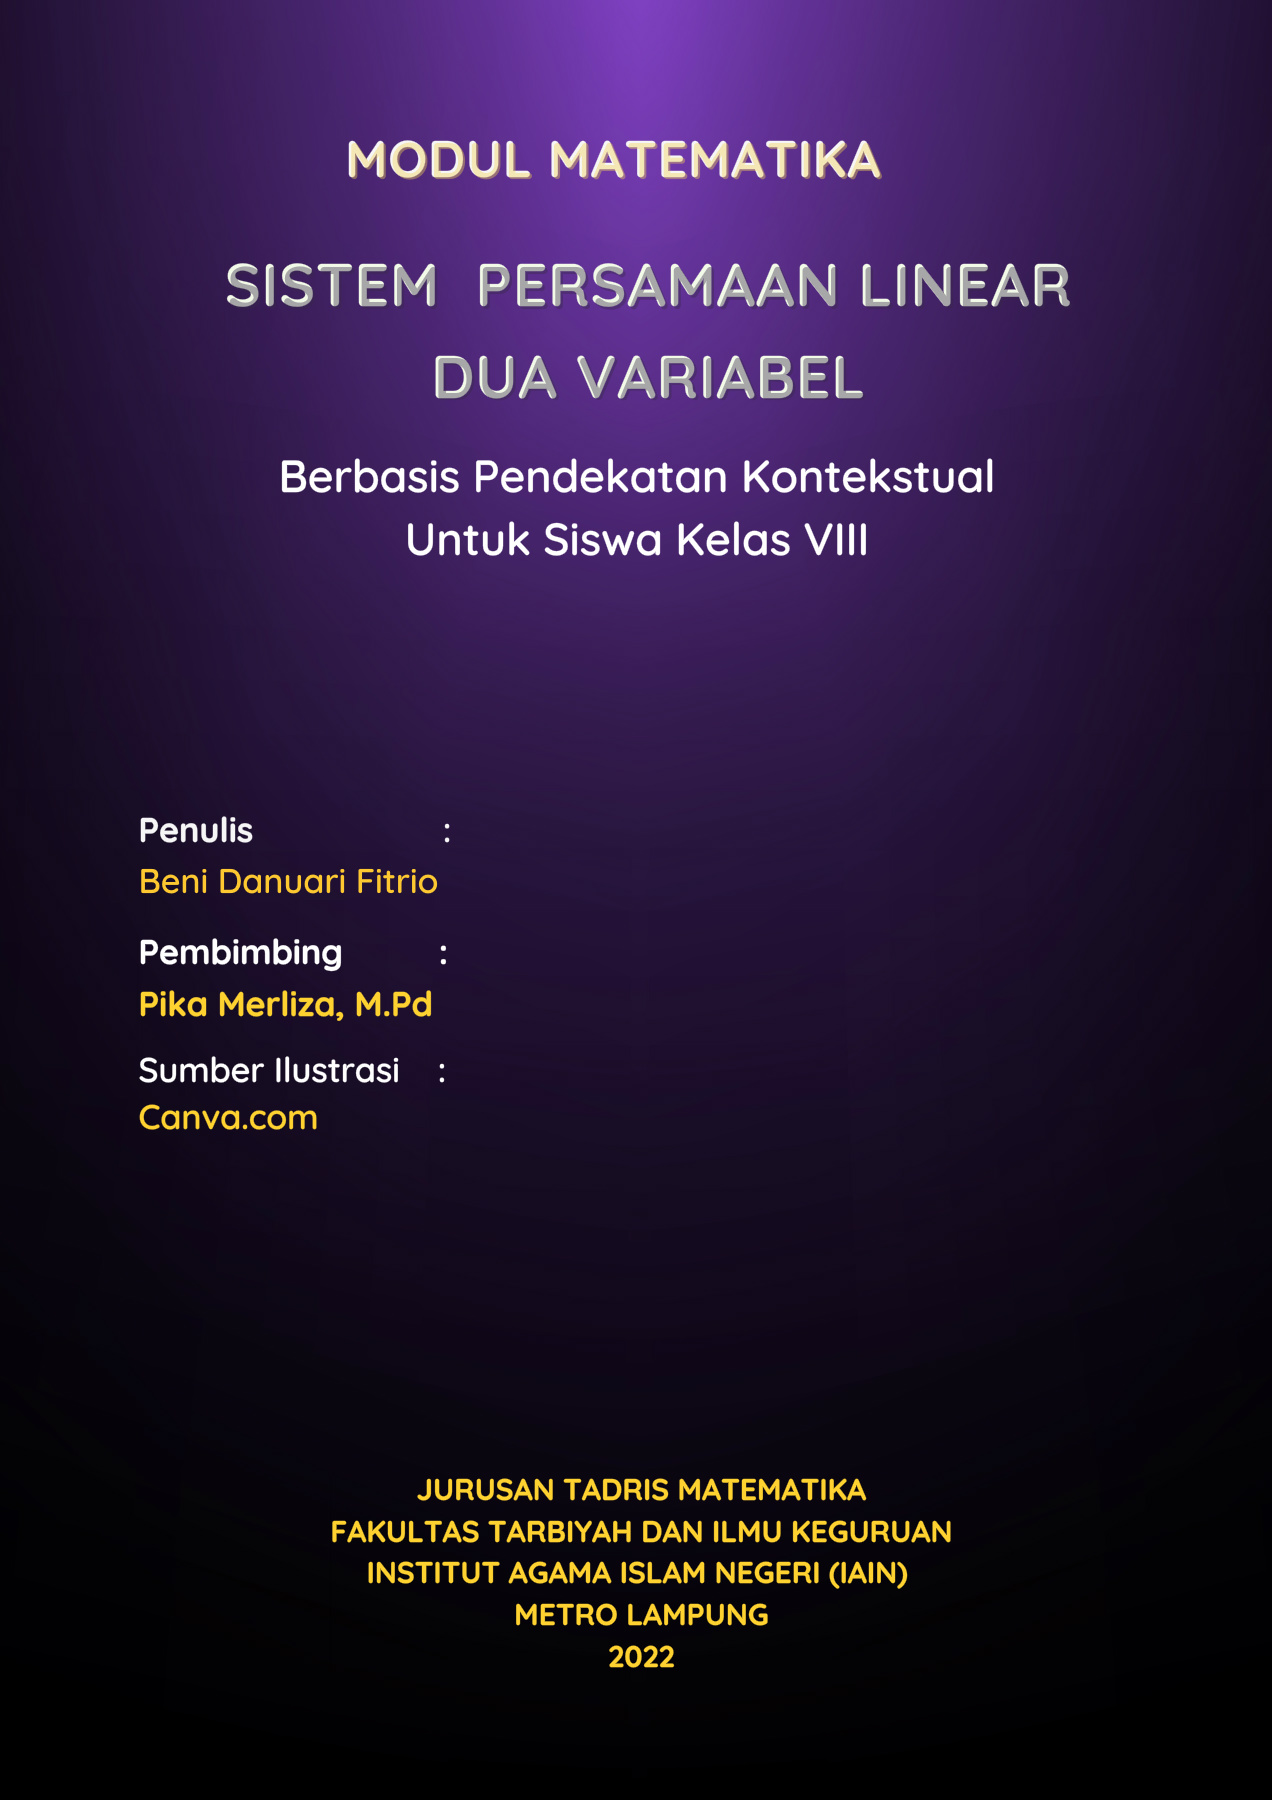 MODUL MATEMATIKA
SISTEM PERSAMAAN LINEAR
DUA VARIABEL
Berbasis Pendekatan Kontekstual
Untuk Siswa Kelas VIII
Penulis :
Beni Danuari Fitrio
Pembimbing :
Pika Merliza, M.Pd
Sumber Ilustrasi :
Canva.com
JURUSAN TADRIS MATEMATIKA
FAKULTAS TARBIYAH DAN ILMU KEGURUAN
INSTITUT AGAMA ISLAM NEGERI (IAIN)
METRO LAMPUNG
2022